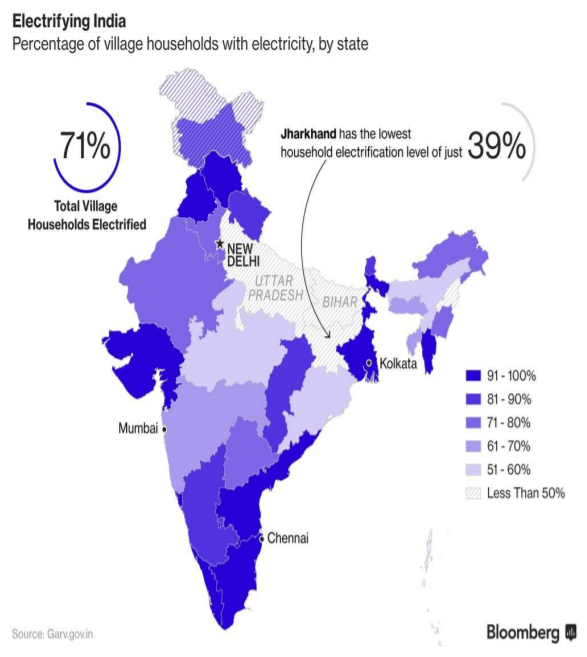 Electrifying India
Percentage of village households with electricity, by state
71%
Total Village
Households Electrified
Jharkhand has the lowest
household electrification level of just
39%
NEW
DELHI
UTTAR
PRADESH
BIHAR
Kolkata
Mumbai
Chennai
91 - 100%
81 - 90%
71 - 80%
61 - 70%
51 - 60%
Less Than 50%
Source: Garv.gov.in
Bloomberg